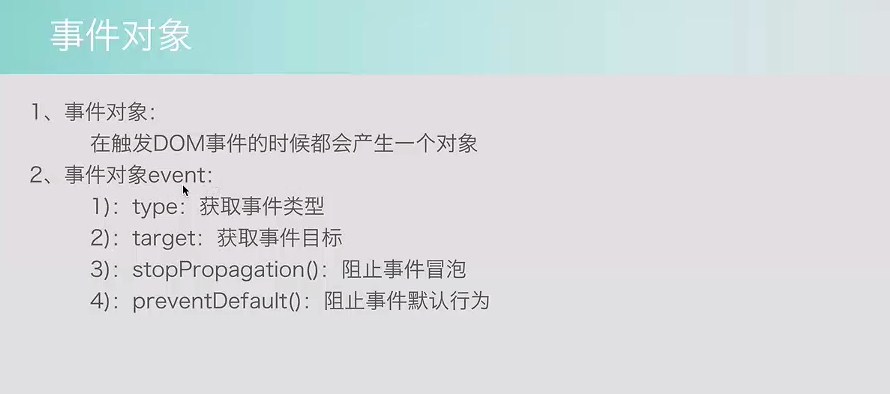 事件对象
1、事件对象：
在触发DOM事件的时候都会产生一个对象
2、事件对象event：
1)：type：获取事件类型
2)：target：获取事件目标
3)：stopPropagation()：阻止事件冒泡
4)：preventDefault()：阻止事件默认行为